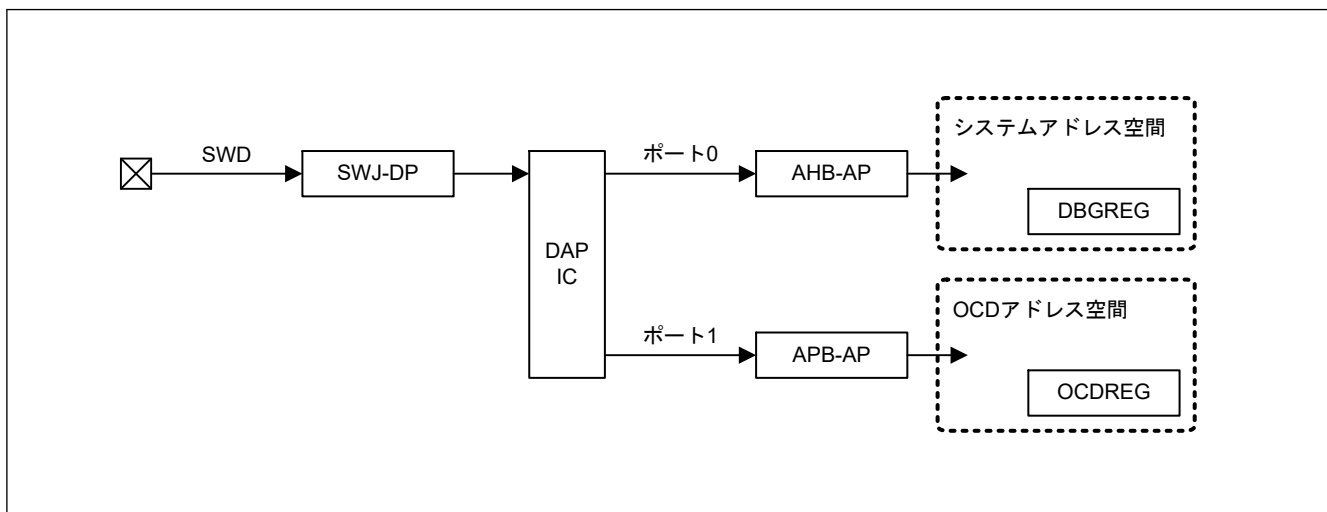 システムアドレス空間
SWD
SWJ-DP
ポート0
AHB-AP
DBGREG
DAP
IC
OCDアドレス空間
ポート1
APB-AP
OCDREG